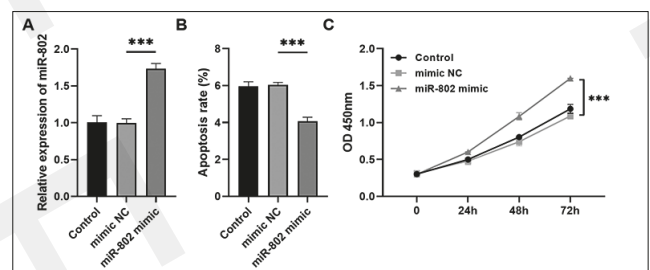 A
Relative expression of miR-802
2.0
1.5
1.0
0.5
0.0
***
Control
mimic NC
miR-802 mimic
B
Apoptosis rate (%)
8
6
4
2
0
***
Control
mimic NC
miR-802 mimic
C
OD 450nm
2.0
1.5
1.0
0.5
0.0
Control
mimic NC
miR-802 mimic
***
0 24h 48h 72h